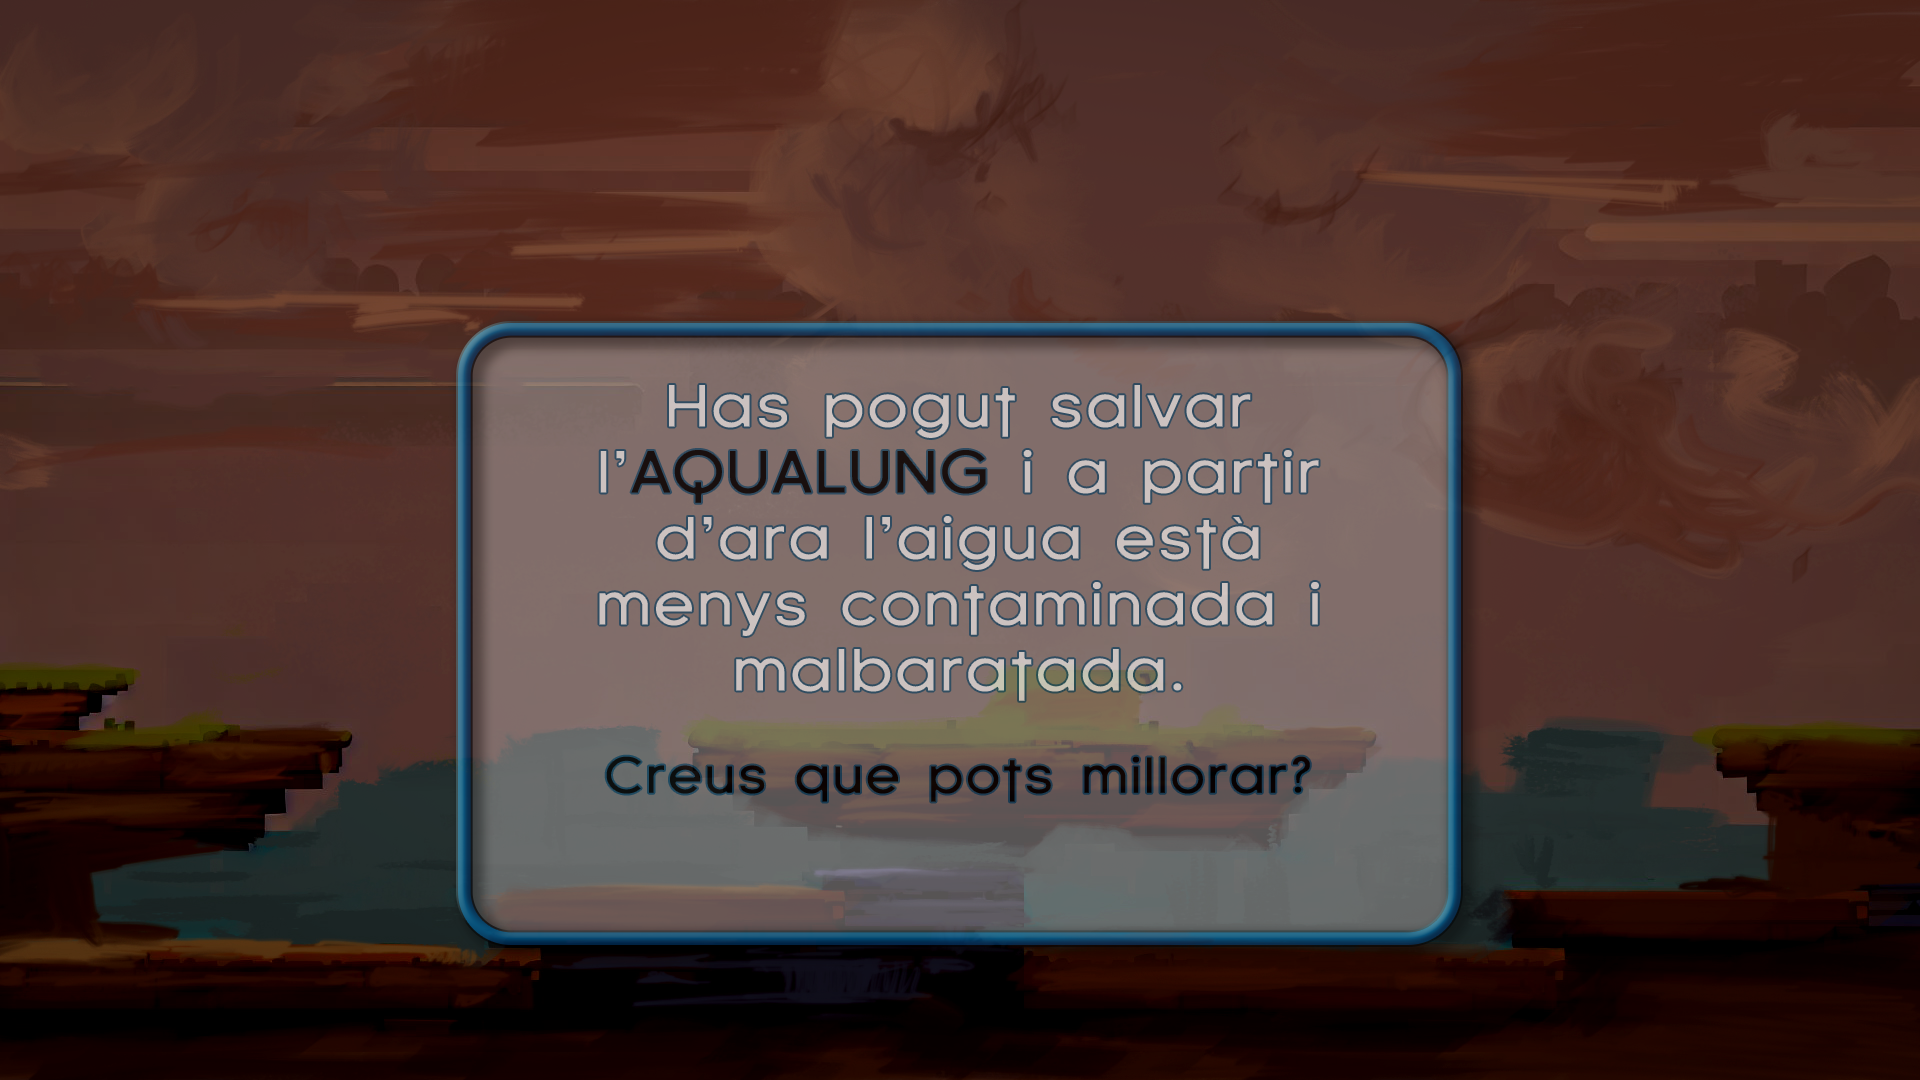 Has pogut salvar
l'AQUALUNG i a partir
d'ara l'aigua està
menys contaminada i
malbaratada.
Creus que pots millorar?